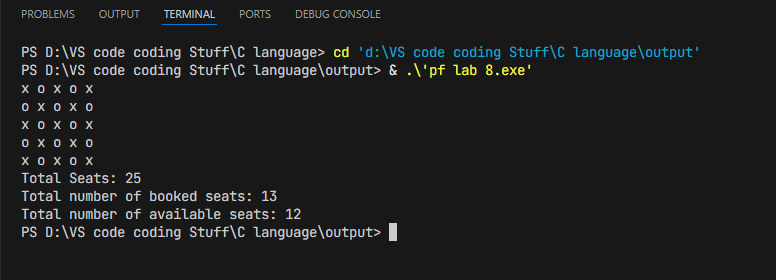 PROBLEMS OUTPUT TERMINAL PORTS DEBUG CONSOLE
PS D:\VS code coding Stuff\C language> cd 'd:\VS code coding Stuff\C language\output'
PS D:\VS code coding Stuff\C language\output> & .\'pf lab 8.exe'
x o x o x
o x o x o
x o x o x
o x o x o
x o x o x
Total Seats: 25
Total number of booked seats: 13
Total number of available seats: 12
PS D:\VS code coding Stuff\C language\output>